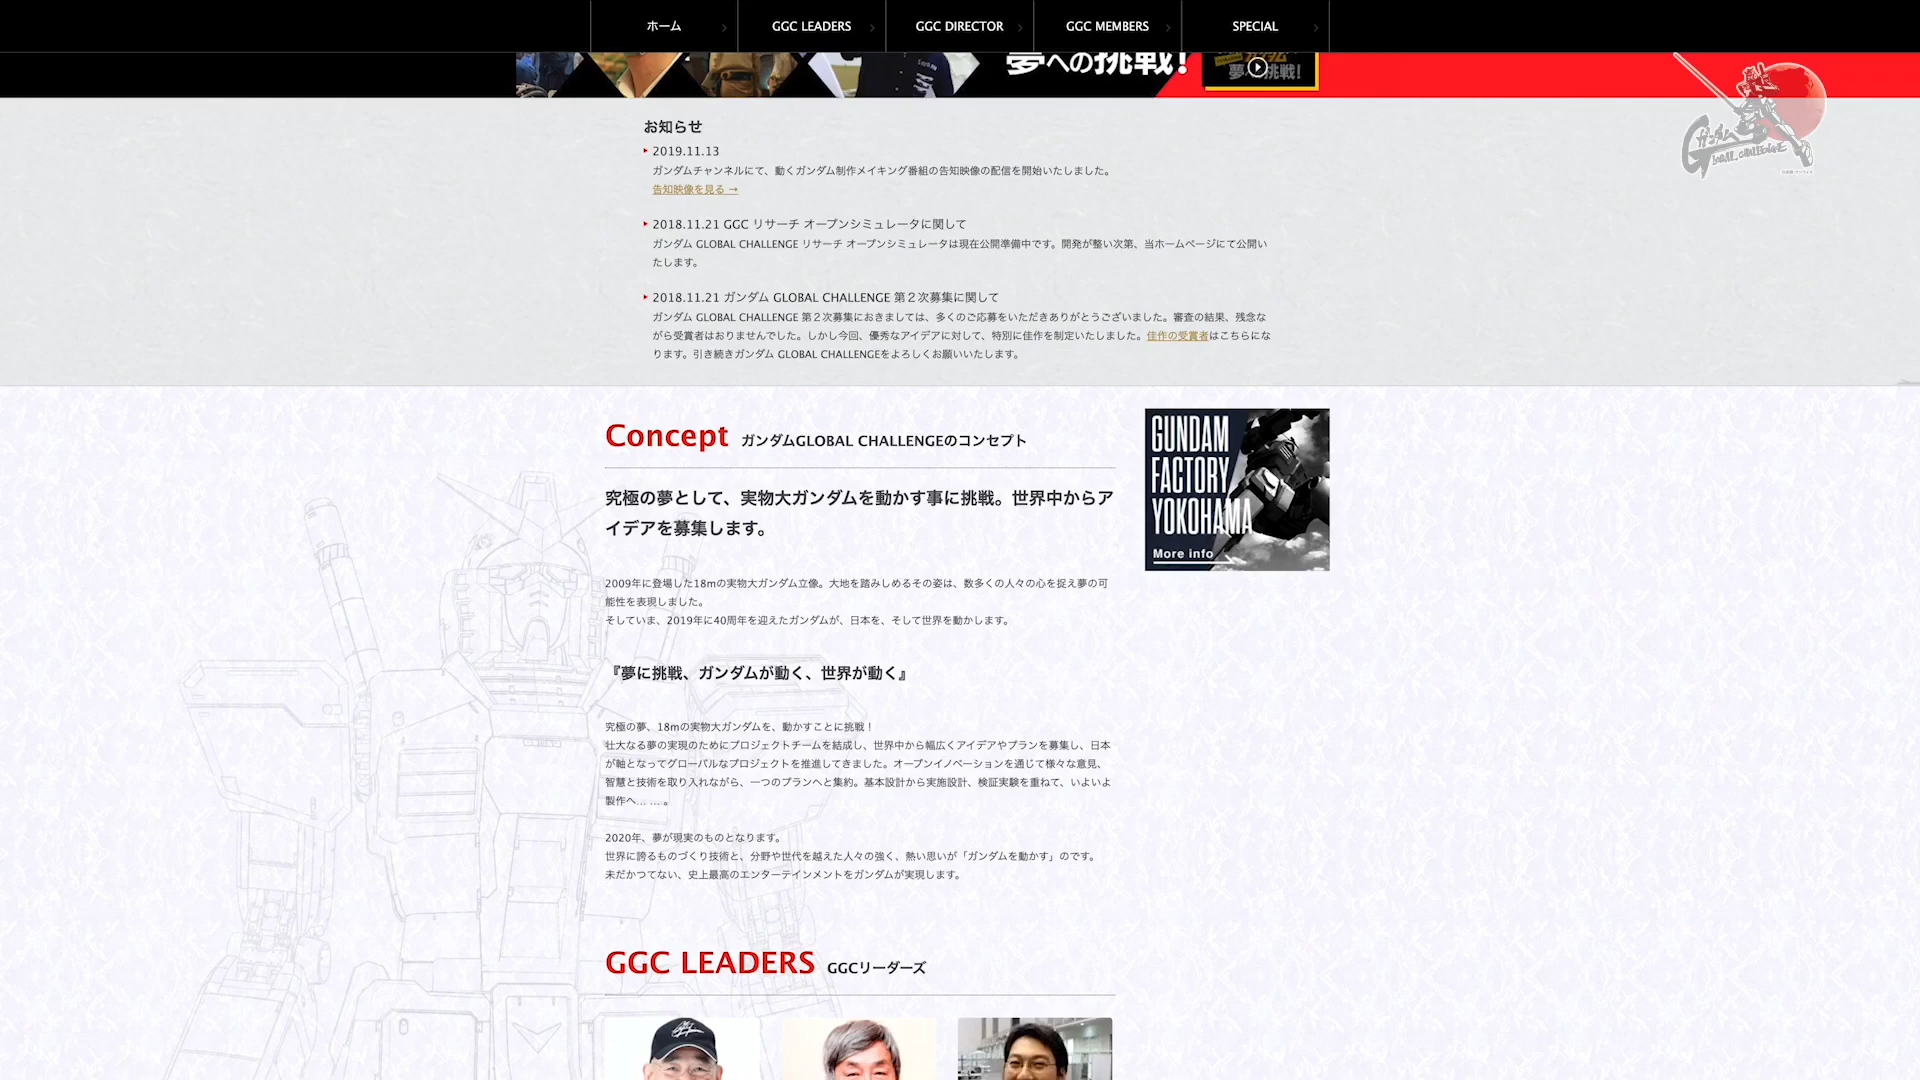 ホーム
GGC LEADERS
GGC DIRECTOR
GGC MEMBERS
SPECIAL
夢への挑戦!
夢への挑戦!
ガンダム
GLOBAL CHALLENGE
お知らせ
2019.11.13
ガンダムチャンネルにて、動くガンダム制作メイキング番組の告知映像の配信を開始いたしました。
告知映像を見る →
2018.11.21 GGC リサーチ オープンシミュレータに関して
ガンダム GLOBAL CHALLENGE リサーチ オープンシミュレータは現在公開準備中です。開発が整い次第、当ホームページにて公開い
たします。
2018.11.21 ガンダム GLOBAL CHALLENGE 第２次募集に関して
ガンダム GLOBAL CHALLENGE 第２次募集におきましては、多くのご応募をいただきありがとうございました。審査の結果、残念な
がら受賞者はおりませんでした。しかし今回、優秀なアイデアに対して、特別に佳作を制定いたしました。佳作の受賞者はこちらにな
ります。引き続きガンダム GLOBAL CHALLENGEをよろしくお願いいたします。
Concept ガンダムGLOBAL CHALLENGEのコンセプト
究極の夢として、実物大ガンダムを動かす事に挑戦。世界中からア
イデアを募集します。
2009年に登場した18mの実物大ガンダム立像。大地を踏みしめるその姿は、数多くの人々の心を捉え夢の可
能性を表現しました。
そしていま、2019年に40周年を迎えたガンダムが、日本を、そして世界を動かします。
『夢に挑戦、ガンダムが動く、世界が動く』
究極の夢、18mの実物大ガンダムを、動かすことに挑戦！
壮大なる夢の実現のためにプロジェクトチームを結成し、世界中から幅広くアイデアやプランを募集し、日本
が軸となってグローバルなプロジェクトを推進してきました。オープンイノベーションを通じて様々な意見、
智慧と技術を取り入れながら、一つのプランへと集約。基本設計から実施設計、検証実験を重ねて、いよいよ
製作へ… … 。
2020年、夢が現実のものとなります。
世界に誇るものづくり技術と、分野や世代を越えた人々の強く、熱い思いが「ガンダムを動かす」のです。
未だかつてない、史上最高のエンターテインメントをガンダムが実現します。
GUNDAM
FACTORY
YOKOHAMA
More info
GGC LEADERS GGCリーダーズ